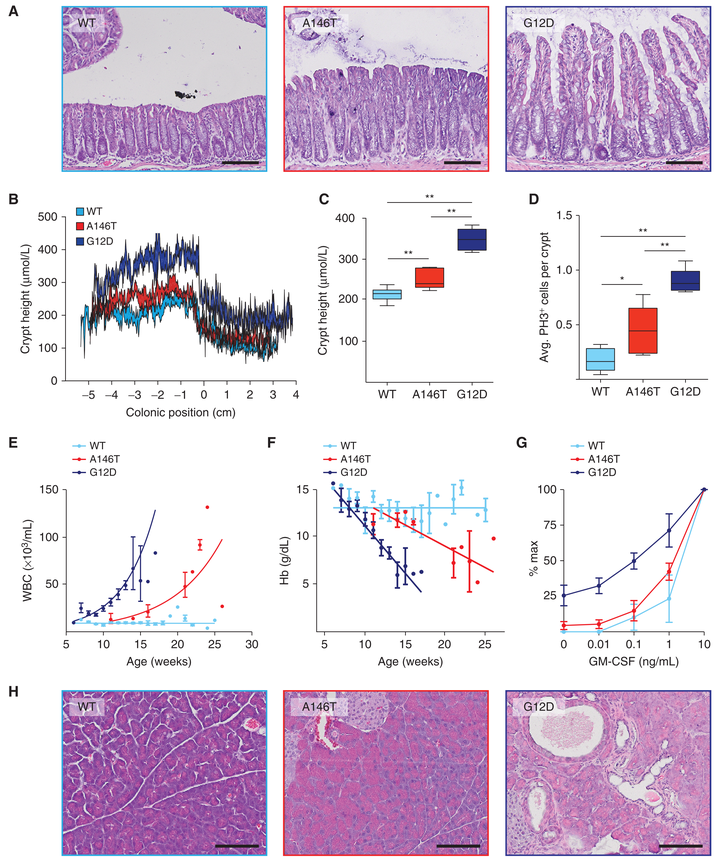 A
WT
A146T
G12D
B
WT
A146T
G12D
500
400
300
200
100
0
Crypt height (µmol/L)
−5 −4 −3 −2 −1 0 1 2 3 4
Colonic position (cm)
C
400
300
200
100
Crypt height (µmol/L)
**
**
**
WT A146T G12D
D
1.5
1.0
0.5
Avg. PH3+ cells per crypt
**
**
*
WT A146T G12D
E
WT
A146T
G12D
150
100
50
WBC (×10³/mL)
5 10 15 20 25 30
Age (weeks)
F
WT
A146T
G12D
15
10
5
Hb (g/dL)
5 10 15 20 25
Age (weeks)
G
WT
A146T
G12D
100
75
50
25
% max
0 0.01 0.1 1 10
GM-CSF (ng/mL)
H
WT
A146T
G12D